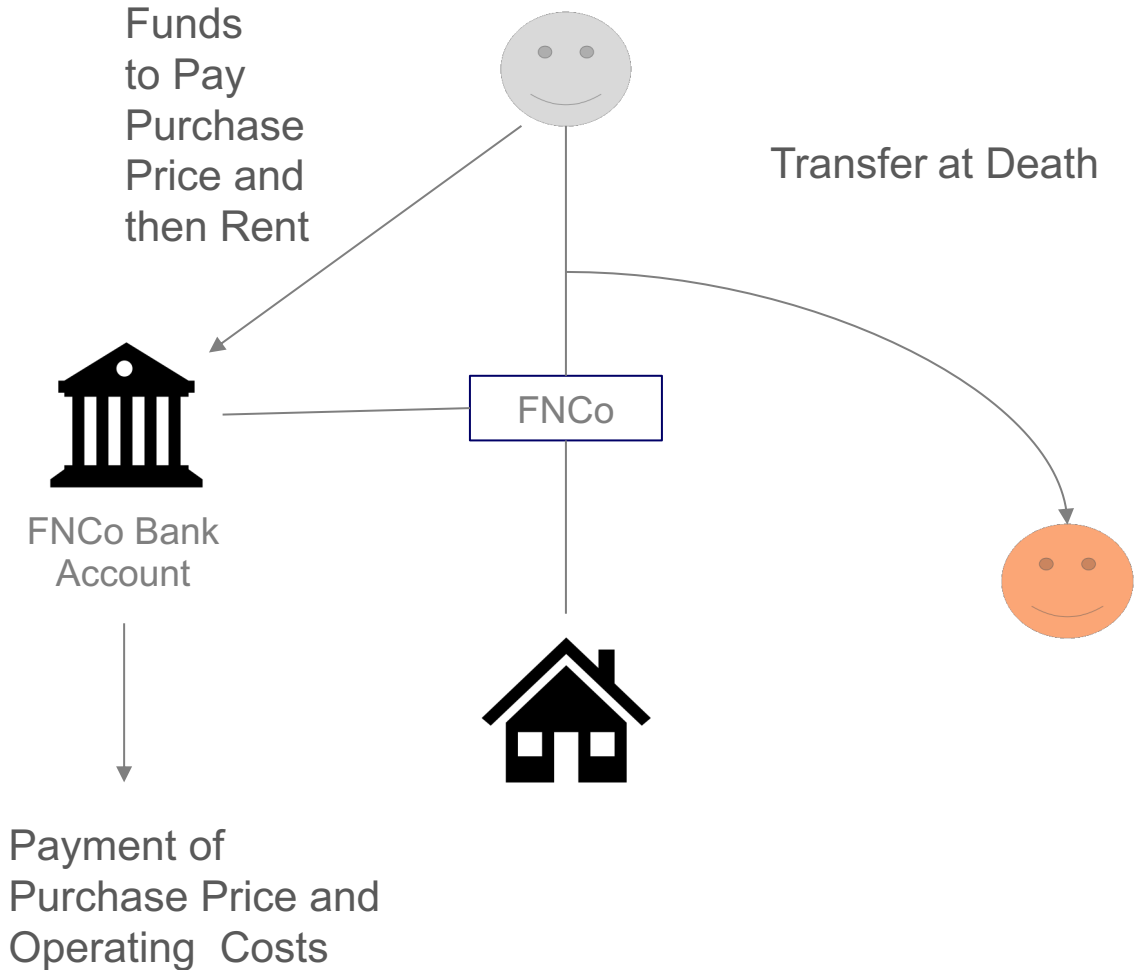 Funds
to Pay
Purchase
Price and
then Rent
Transfer at Death
FNCo
FNCo Bank
Account
Payment of
Purchase Price and
Operating  Costs